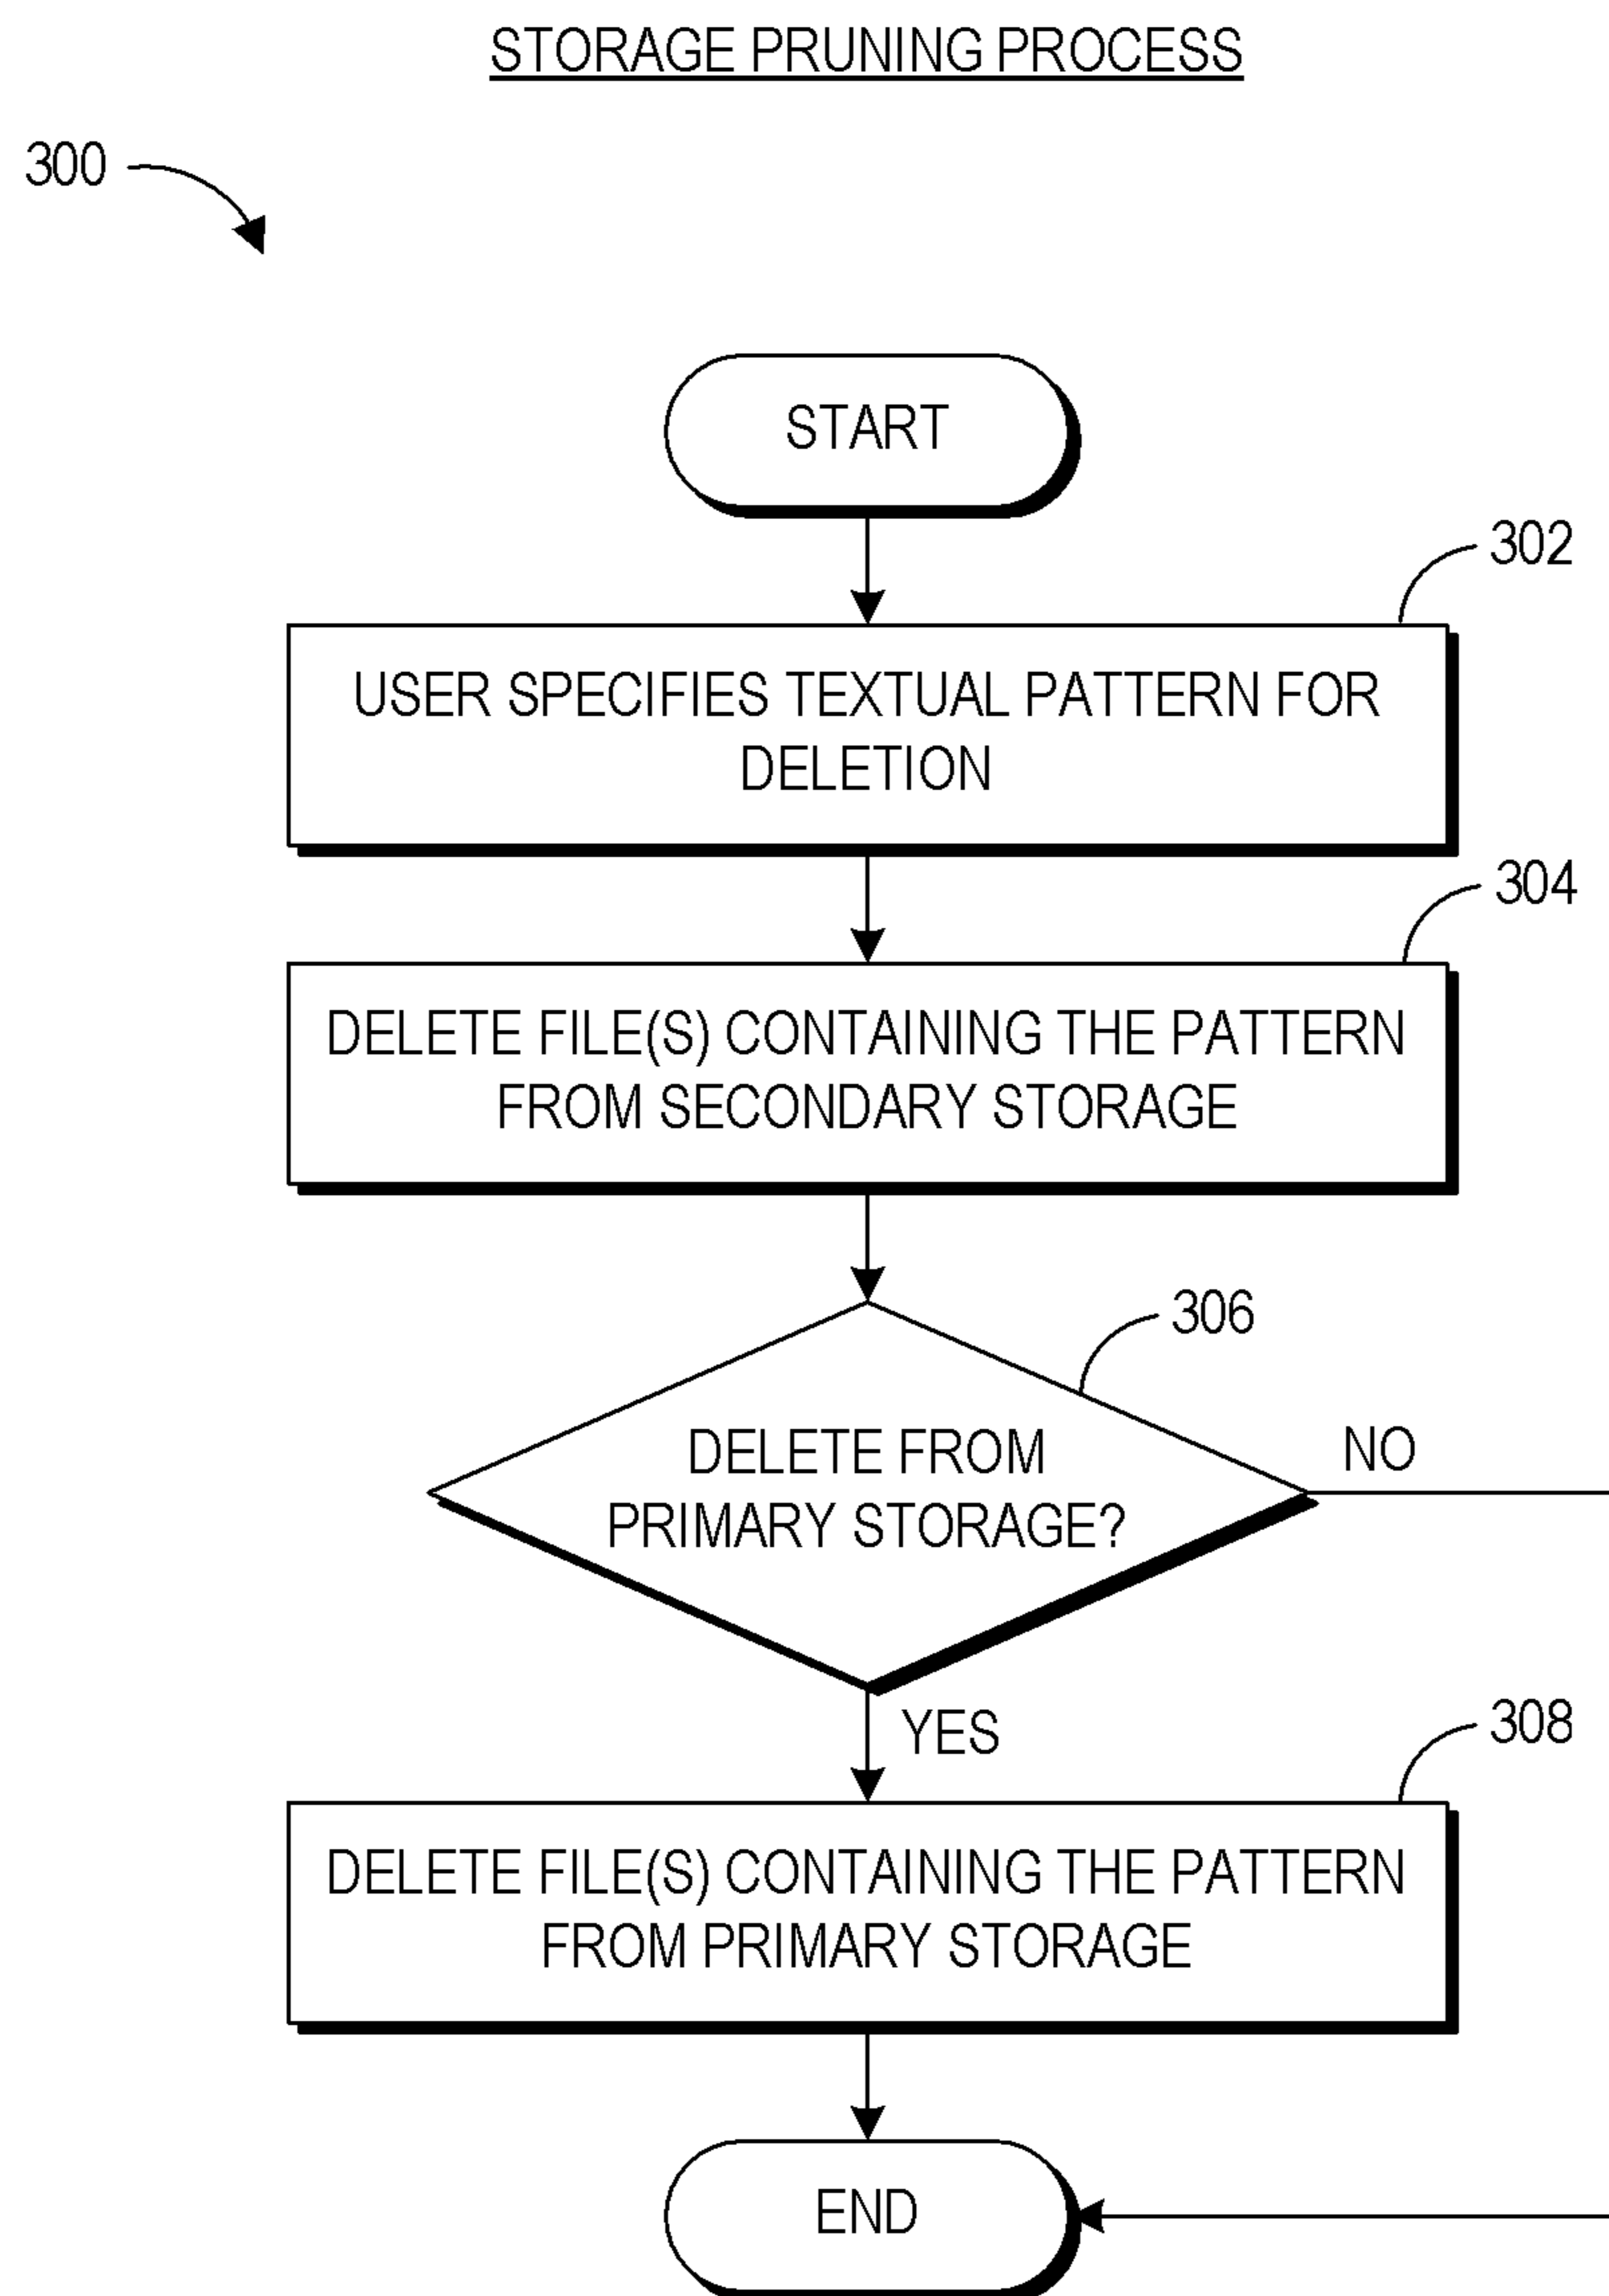 STORAGE PRUNING PROCESS
300
START
302
USER SPECIFIES TEXTUAL PATTERN FOR
DELETION
304
DELETE FILE(S) CONTAINING THE PATTERN
FROM SECONDARY STORAGE
306
DELETE FROM
PRIMARY STORAGE?
NO
YES
308
DELETE FILE(S) CONTAINING THE PATTERN
FROM PRIMARY STORAGE
END